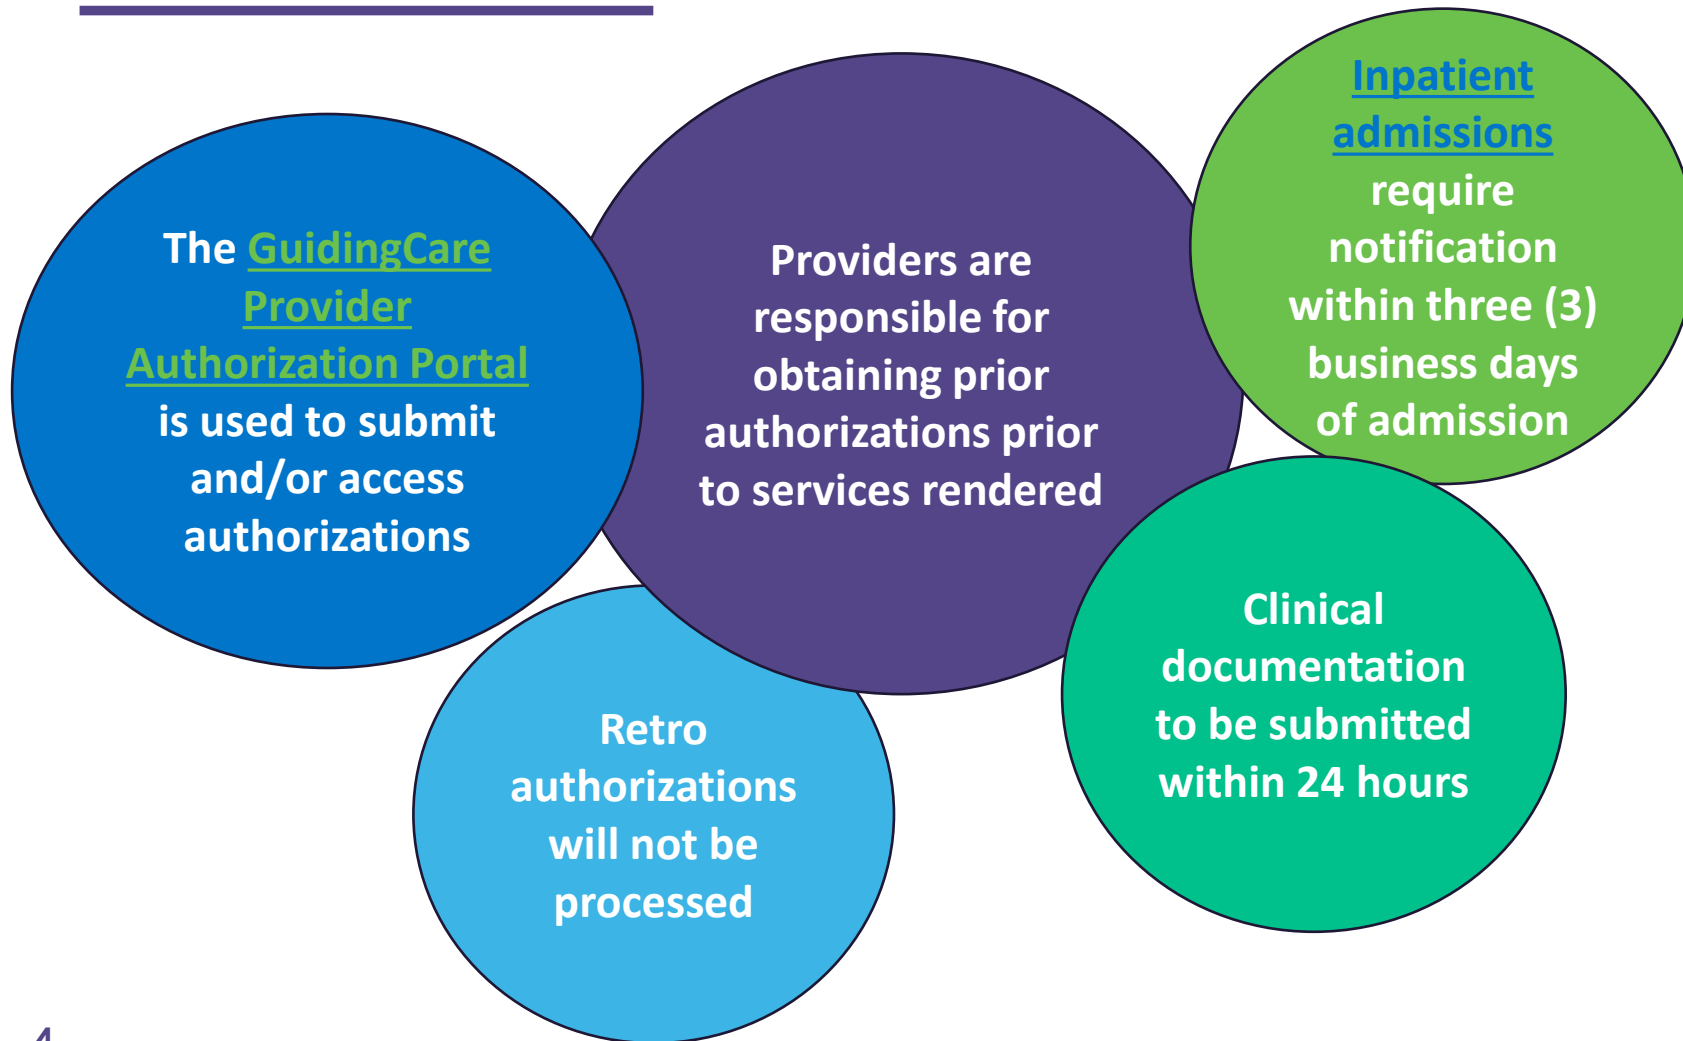 The GuidingCare
Provider
Authorization Portal
is used to submit
and/or access
authorizations
Providers are
responsible for
obtaining prior
authorizations prior
to services rendered
Inpatient
admissions
require
notification
within three (3)
business days
of admission
Retro
authorizations
will not be
processed
Clinical
documentation
to be submitted
within 24 hours
4